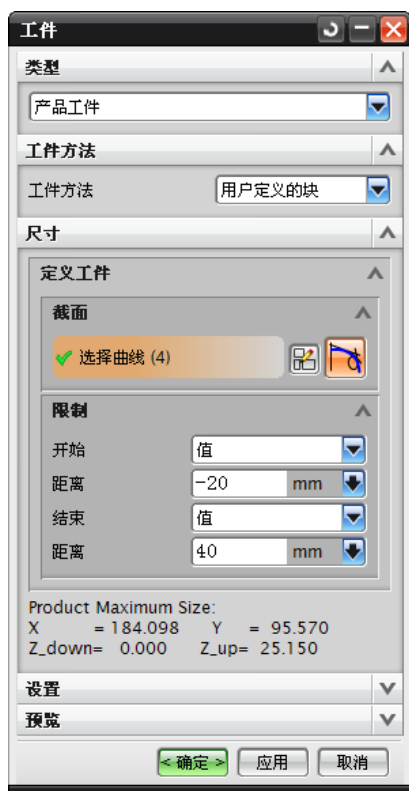 工件
类型
产品工件
工件方法
工件方法 用户定义的块
尺寸
定义工件
截面
选择曲线 (4)
限制
开始 值
距离 -20 mm
结束 值
距离 40 mm
Product Maximum Size:
X = 184.098 Y = 95.570
Z_down= 0.000 Z_up= 25.150
设置
预览
< 确定 > 应用 取消